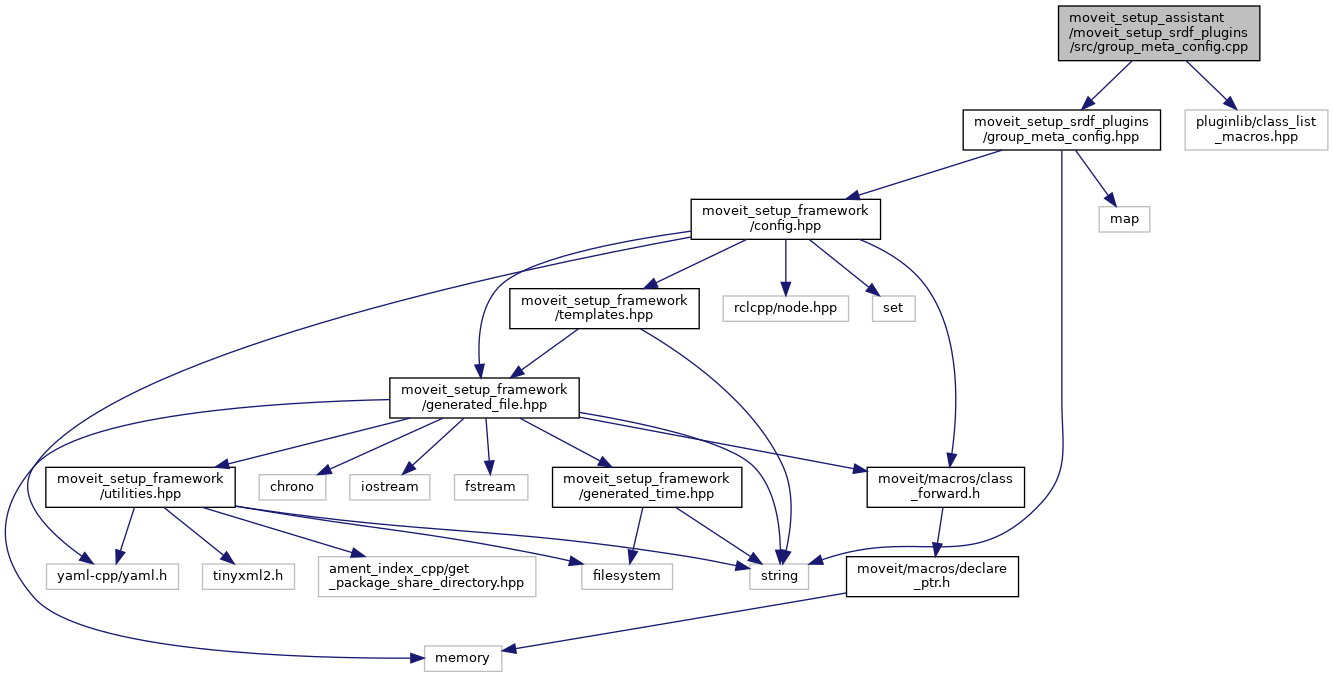 moveit_setup_assistant
/moveit_setup_srdf_plugins
/src/group_meta_config.cpp
moveit_setup_srdf_plugins
/group_meta_config.hpp
pluginlib/class_list
_macros.hpp
moveit_setup_framework
/config.hpp
map
moveit_setup_framework
/templates.hpp
rclcpp/node.hpp
set
moveit_setup_framework
/generated_file.hpp
moveit_setup_framework
/utilities.hpp
chrono
iostream
fstream
moveit_setup_framework
/generated_time.hpp
moveit/macros/class
_forward.h
yaml-cpp/yaml.h
tinyxml2.h
ament_index_cpp/get
_package_share_directory.hpp
filesystem
string
moveit/macros/declare
_ptr.h
memory